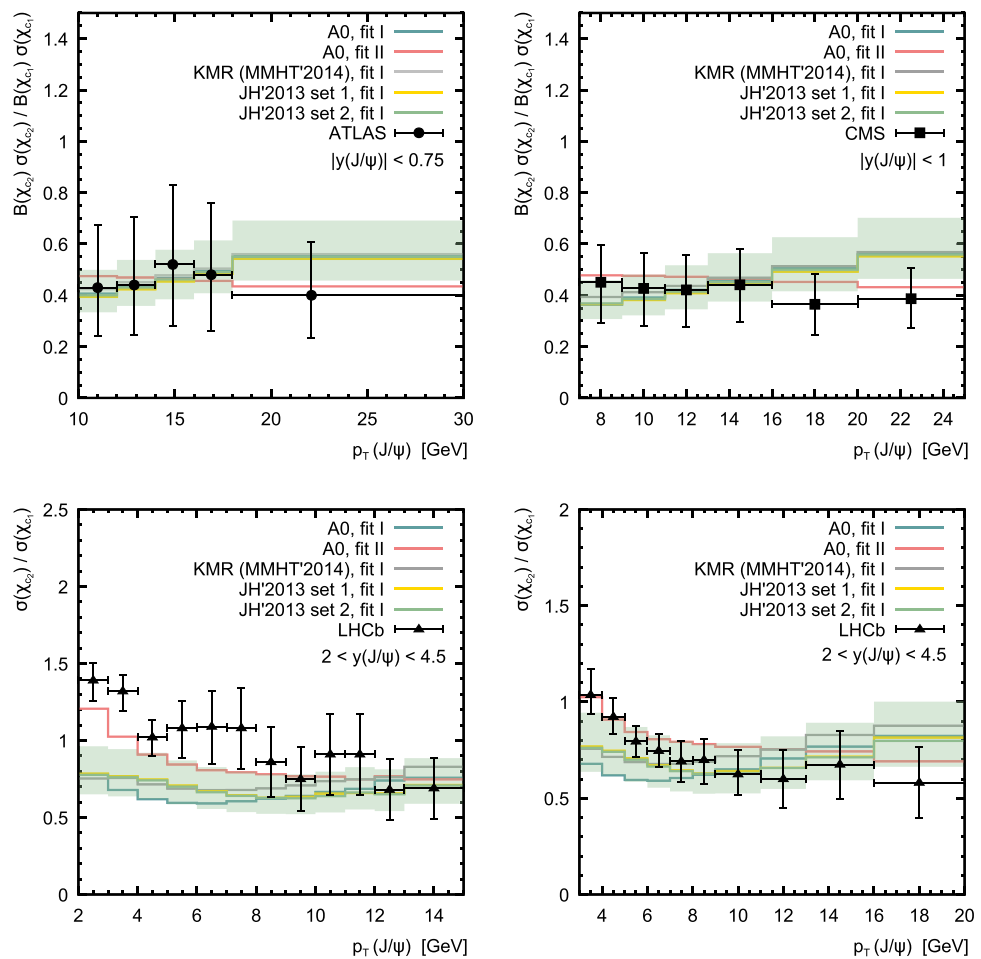 B(χc2) σ(χc2) / B(χc1) σ(χc1)
1.4
1.2
1
0.8
0.6
0.4
0.2
0
A0, fit I
A0, fit II
KMR (MMHT'2014), fit I
JH'2013 set 1, fit I
JH'2013 set 2, fit I
ATLAS
|y(J/ψ)| < 0.75
10 15 20 25 30
pT (J/ψ) [GeV]
B(χc2) σ(χc2) / B(χc1) σ(χc1)
1.4
1.2
1
0.8
0.6
0.4
0.2
0
A0, fit I
A0, fit II
KMR (MMHT'2014), fit I
JH'2013 set 1, fit I
JH'2013 set 2, fit I
CMS
|y(J/ψ)| < 1
8 10 12 14 16 18 20 22 24
pT (J/ψ) [GeV]
σ(χc2) / σ(χc1)
2.5
2
1.5
1
0.5
0
A0, fit I
A0, fit II
KMR (MMHT'2014), fit I
JH'2013 set 1, fit I
JH'2013 set 2, fit I
LHCb
2 < y(J/ψ) < 4.5
2 4 6 8 10 12 14
pT (J/ψ) [GeV]
σ(χc2) / σ(χc1)
2
1.5
1
0.5
0
A0, fit I
A0, fit II
KMR (MMHT'2014), fit I
JH'2013 set 1, fit I
JH'2013 set 2, fit I
LHCb
2 < y(J/ψ) < 4.5
4 6 8 10 12 14 16 18 20
pT (J/ψ) [GeV]